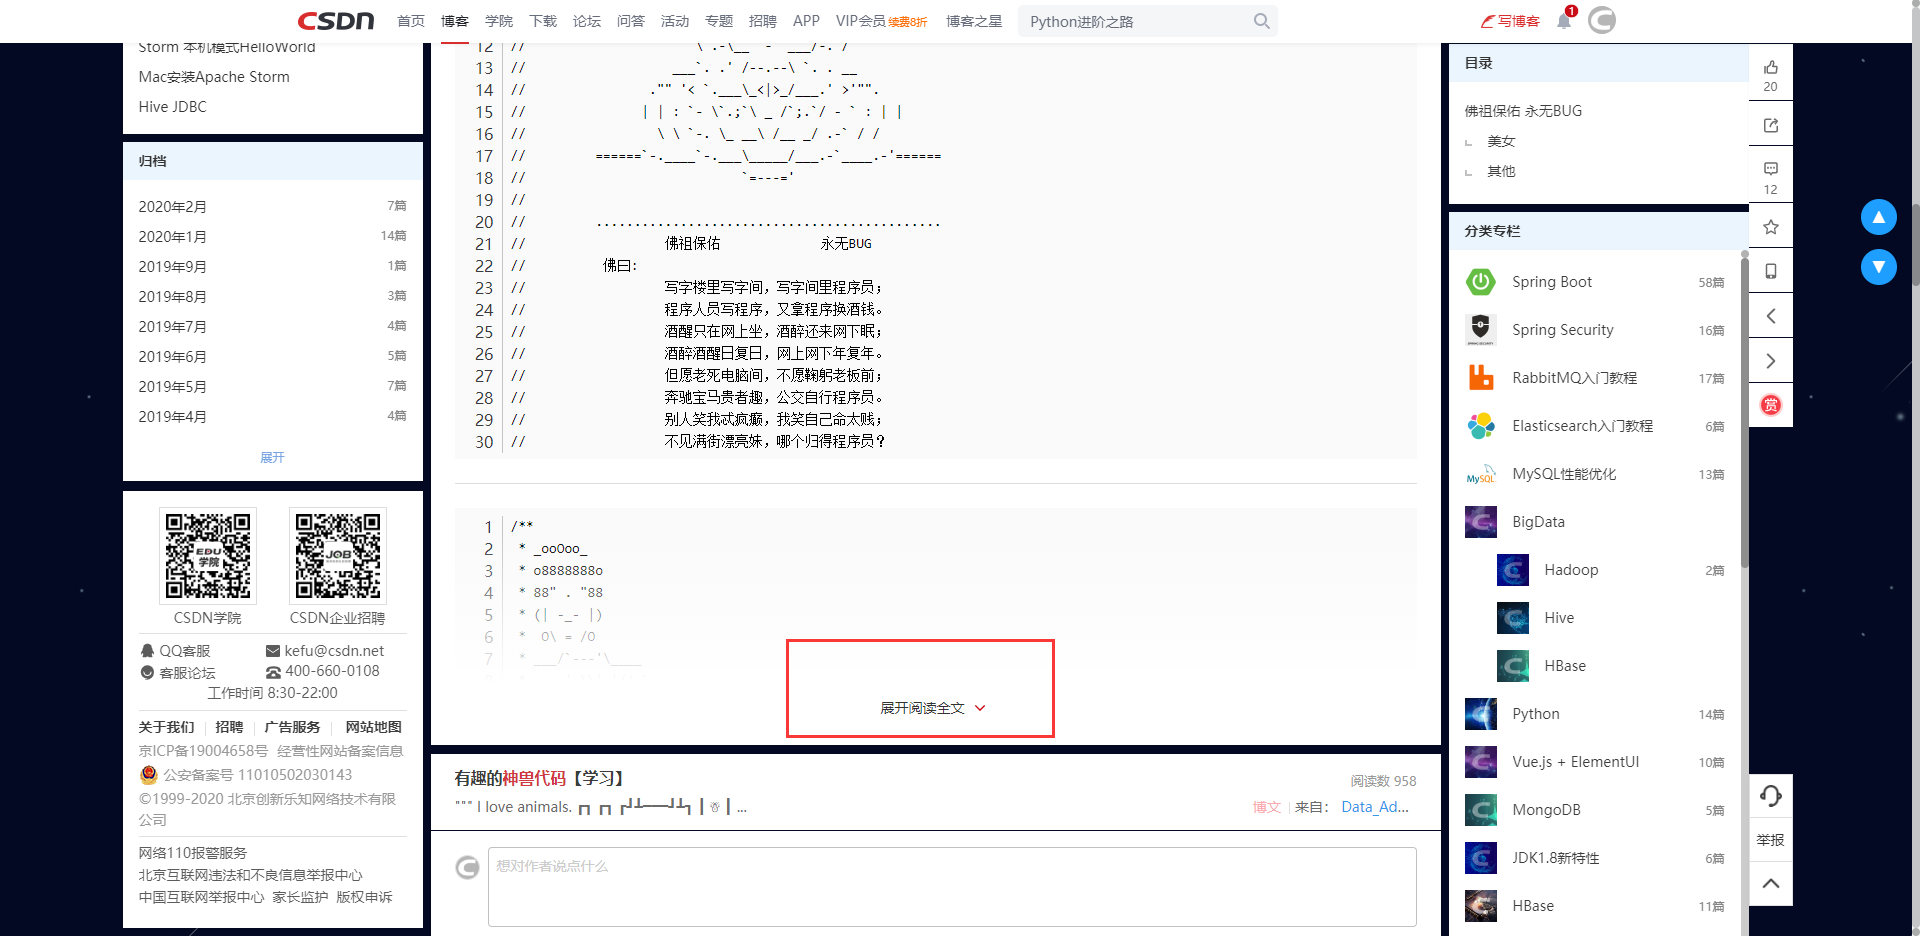 CSDN 首页 博客 学院 下载 论坛 问答 活动 专题 招聘 APP VIP会员 续费8折 博客之星 Python进阶之路 写博客 1
Storm 本机模式HelloWorld
Mac安装Apache Storm
Hive JDBC
归档
2020年2月 7篇
2020年1月 14篇
2019年9月 1篇
2019年8月 3篇
2019年7月 4篇
2019年6月 5篇
2019年5月 7篇
2019年4月 4篇
展开
EDU 学院
JOB
CSDN学院 CSDN企业招聘
QQ客服 kefu@csdn.net
客服论坛 400-660-0108
工作时间 8:30-22:00
关于我们 招聘 广告服务 网站地图
京ICP备19004658号 经营性网站备案信息
公安备案号 11010502030143
©1999-2020 北京创新乐知网络技术有限
公司
网络110报警服务
北京互联网违法和不良信息举报中心
中国互联网举报中心 家长监护 版权申诉
12 // \ .-\__ `-` ___/-. /
13 // ___`. .' /--.--\ `. . __
14 // ."" '< `.___\_<|>_/___.' >'"".
15 // | | : `- \`.;`\ _ /`;.`/ - ` : | |
16 // \ \ `-. \_ __\ /__ _/ .-` / /
17 // ======`-.____`-.___\_____/___.-`____.-'======
18 // `=---='
19 //
20 // .............................................
21 // 佛祖保佑 永无BUG
22 // 佛曰:
23 // 写字楼里写字间，写字间里程序员；
24 // 程序人员写程序，又拿程序换酒钱。
25 // 酒醒只在网上坐，酒醉还来网下眠；
26 // 酒醉酒醒日复日，网上网下年复年。
27 // 但愿老死电脑间，不愿鞠躬老板前；
28 // 奔驰宝马贵者趣，公交自行程序员。
29 // 别人笑我忒疯癫，我笑自己命太贱；
30 // 不见满街漂亮妹，哪个归得程序员？
1 /**
2 * _ooOoo_
3 * o8888888o
4 * 88" . "88
5 * (| -_- |)
6 * O\ = /O
7 * ___/`---'\____
展开阅读全文
有趣的神兽代码【学习】 阅读数 958
""" I love animals. ┏┓ ┏┓ ┏┛┻━━━┛┻┓ ┃ ☃ ┃ ... 博文 来自： Data_Ad...
想对作者说点什么
目录
佛祖保佑 永无BUG
美女
其他
分类专栏
Spring Boot 58篇
Spring Security 16篇
RabbitMQ入门教程 17篇
Elasticsearch入门教程 6篇
MySQL MySQL性能优化 13篇
BigData
Hadoop 2篇
Hive
HBase
Python 14篇
Vue.js + ElementUI 10篇
MongoDB 5篇
JDK1.8新特性 6篇
HBase 11篇
20
12
赏
举报